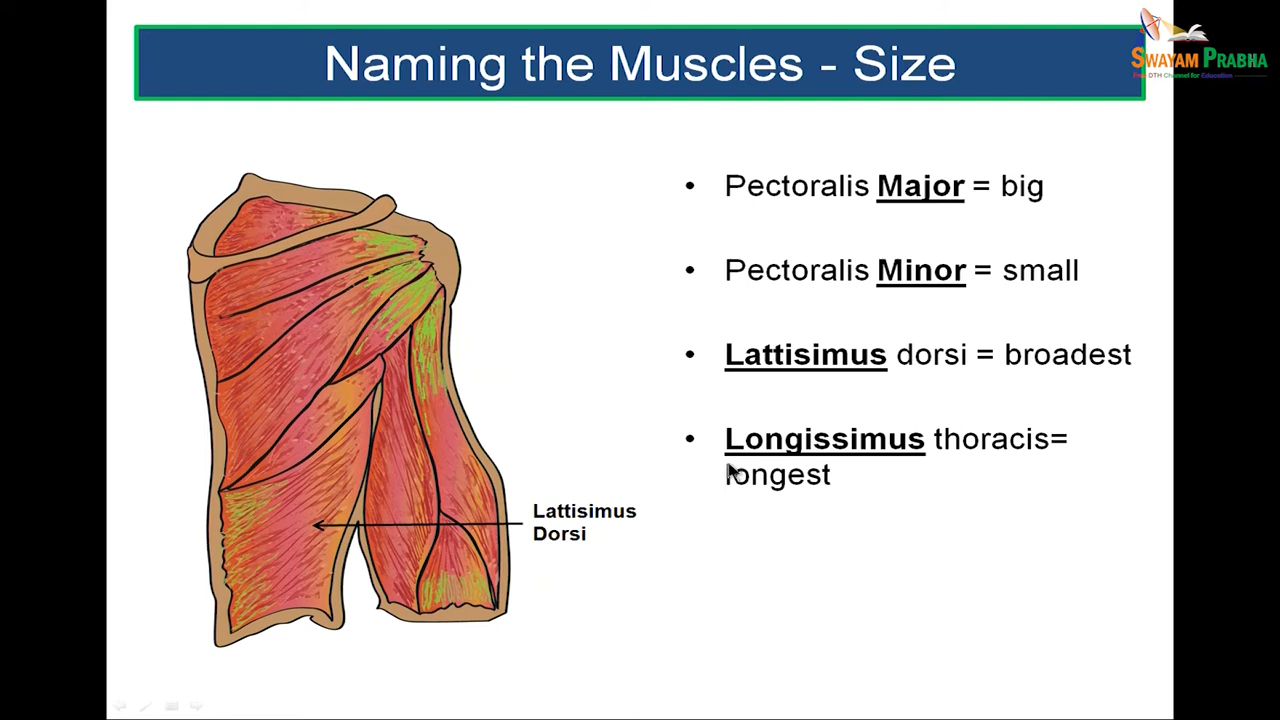 Naming the Muscles - Size
SWAYAM PRABHA
Free DTH Channel for Education
• Pectoralis Major = big
• Pectoralis Minor = small
• Lattisimus dorsi = broadest
• Longissimus thoracis=
longest
Lattisimus
Dorsi